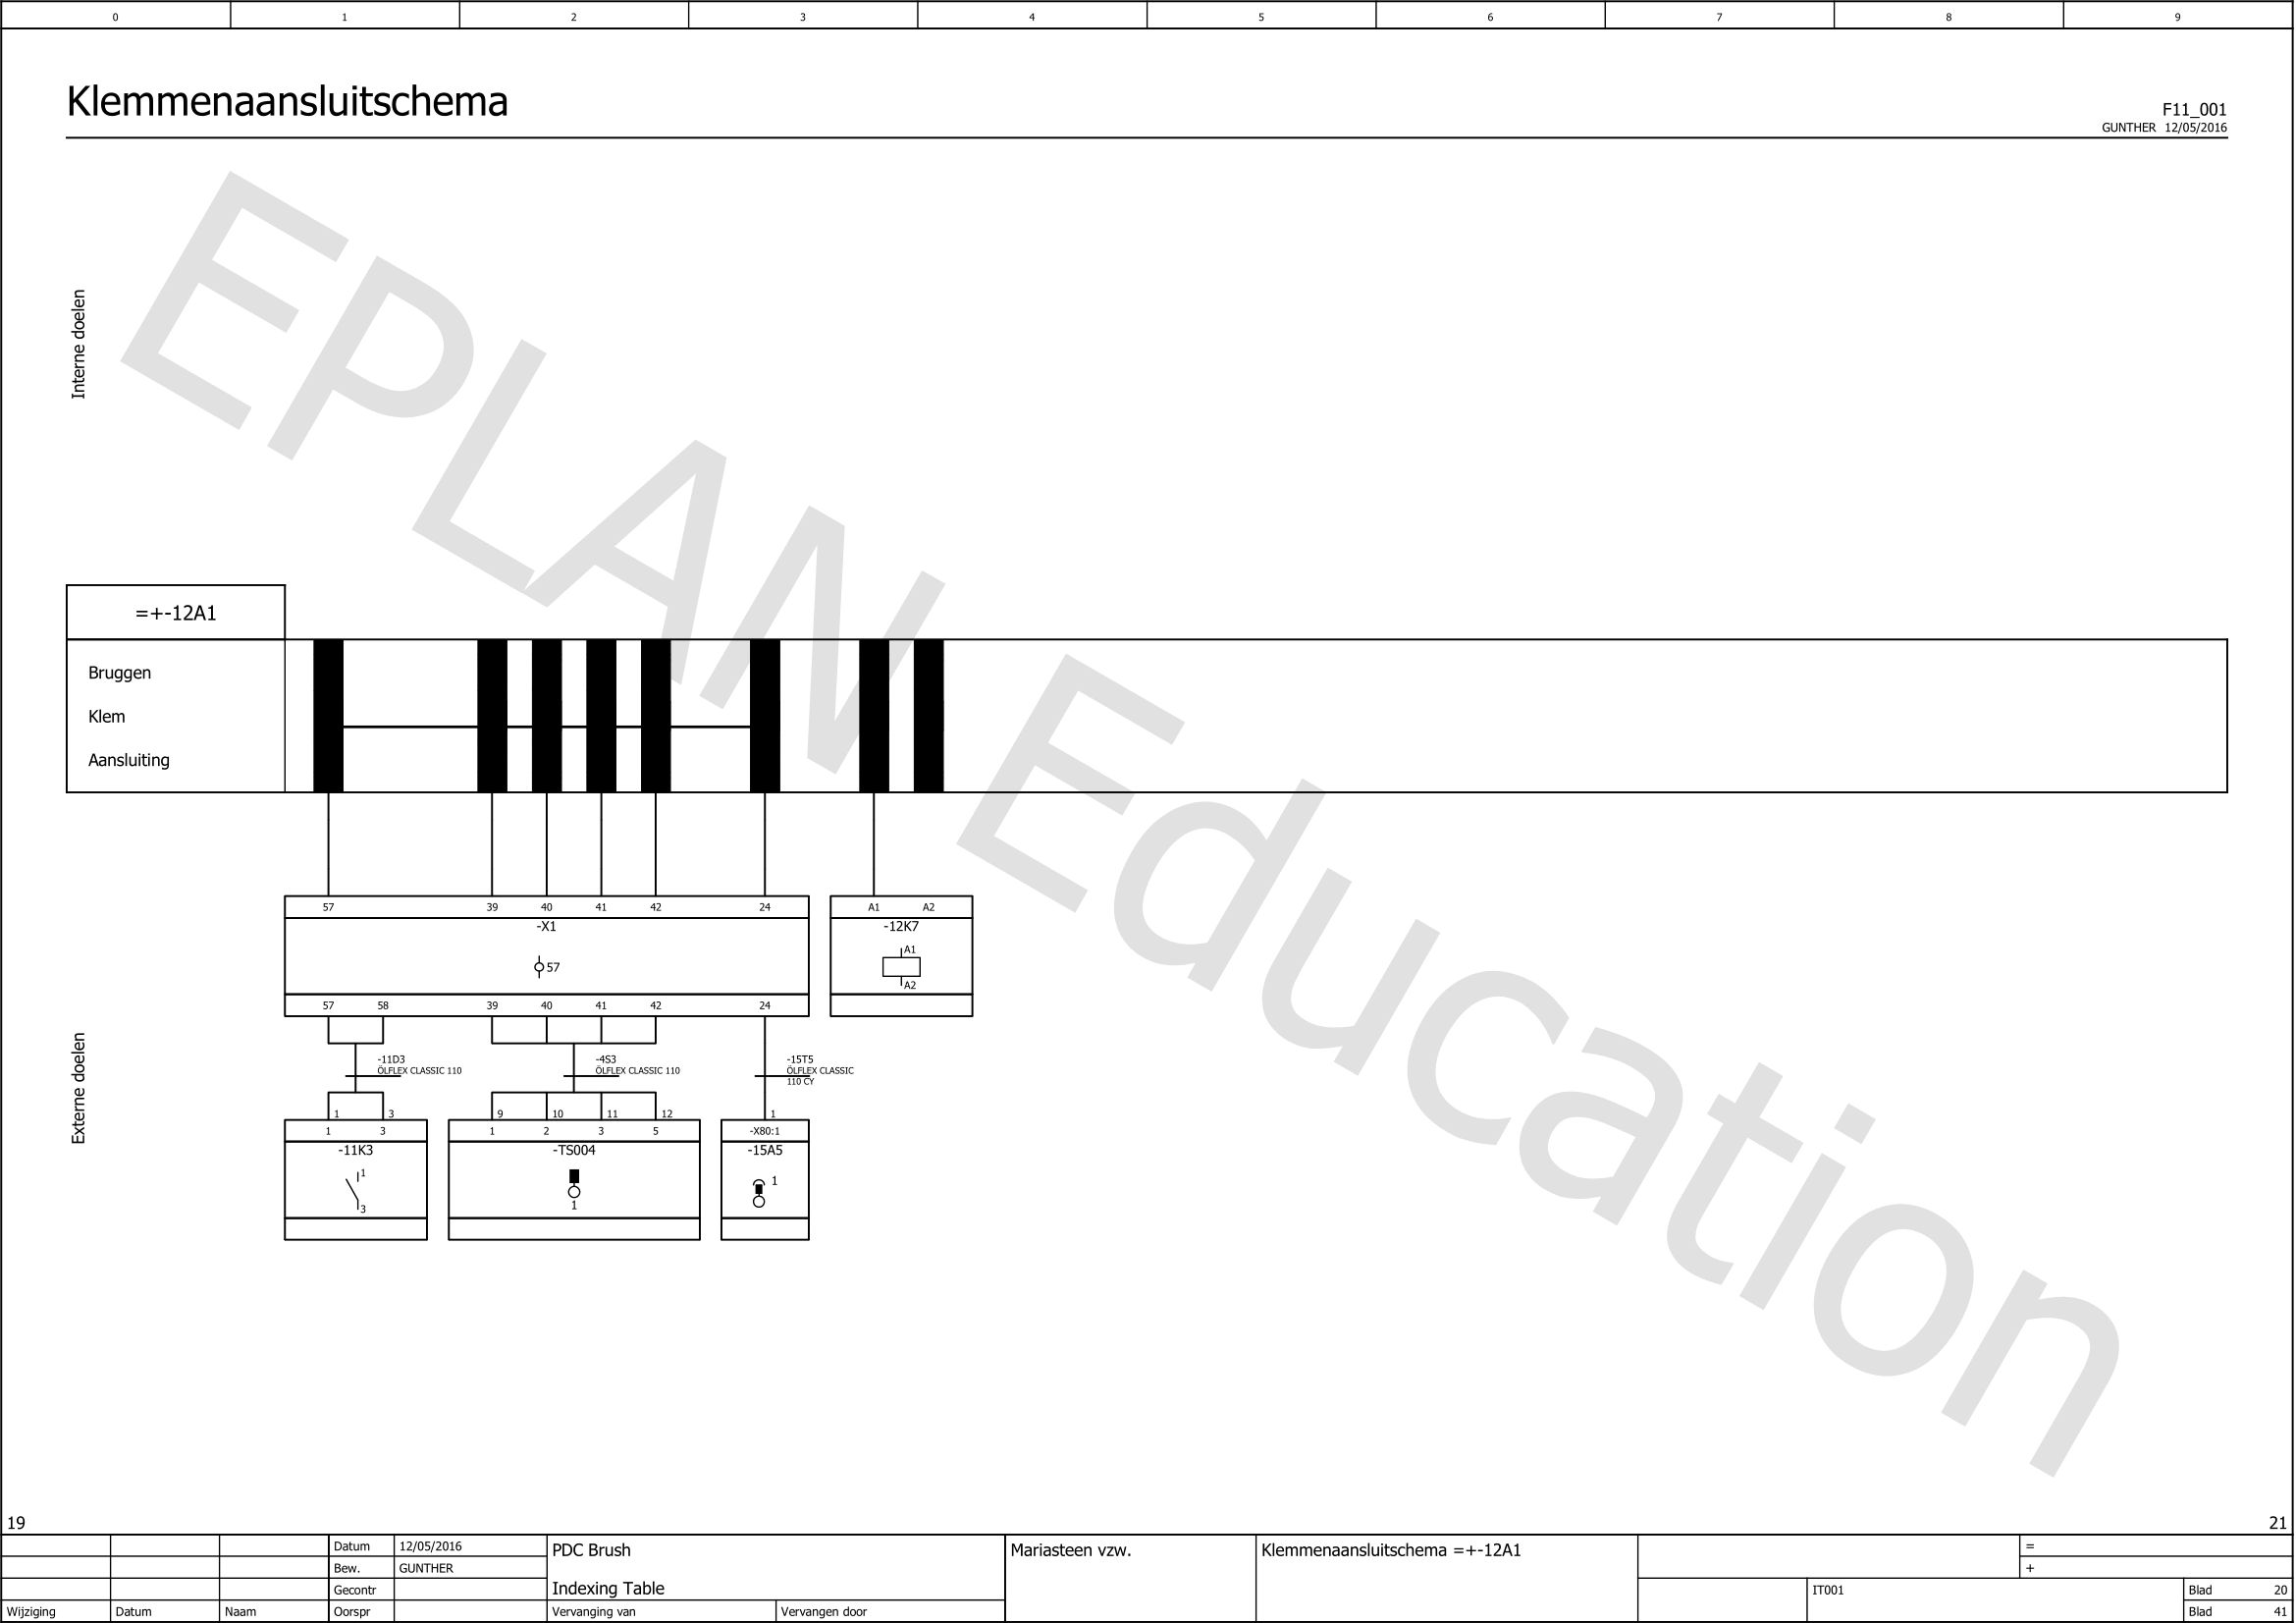 0 1 2 3 4 5 6 7 8 9
Klemmenaansluitschema
F11_001
GUNTHER 12/05/2016
EPLAN Education
Interne doelen
=+-12A1
Bruggen
Klem
Aansluiting
57 39 40 41 42 24 A1 A2
-X1 -12K7
57
A1
A2
57 58 39 40 41 42 24
Externe doelen
-11D3
ÖLFLEX CLASSIC 110
-4S3
ÖLFLEX CLASSIC 110
-15T5
ÖLFLEX CLASSIC
110 CY
1 3 9 10 11 12 1
1 3 1 2 3 5 -X80:1
-11K3 -TS004 -15A5
1
3
1
1
19 21
Datum 12/05/2016
Bew. GUNTHER
Gecontr
Wijziging Datum Naam Oorspr
PDC Brush
Indexing Table
Vervanging van Vervangen door
Mariasteen vzw.
Klemmenaansluitschema =+-12A1
=
+
IT001
Blad 20
Blad 41